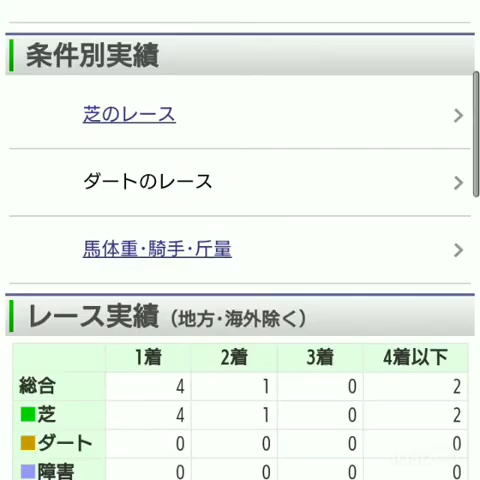 条件別実績
芝のレース
ダートのレース
馬体重・騎手・斤量
レース実績（地方・海外除く）
1着 2着 3着 4着以下
総合 4 1 0 2
芝 4 1 0 2
ダート 0 0 0 0
障害 0 0 0 0